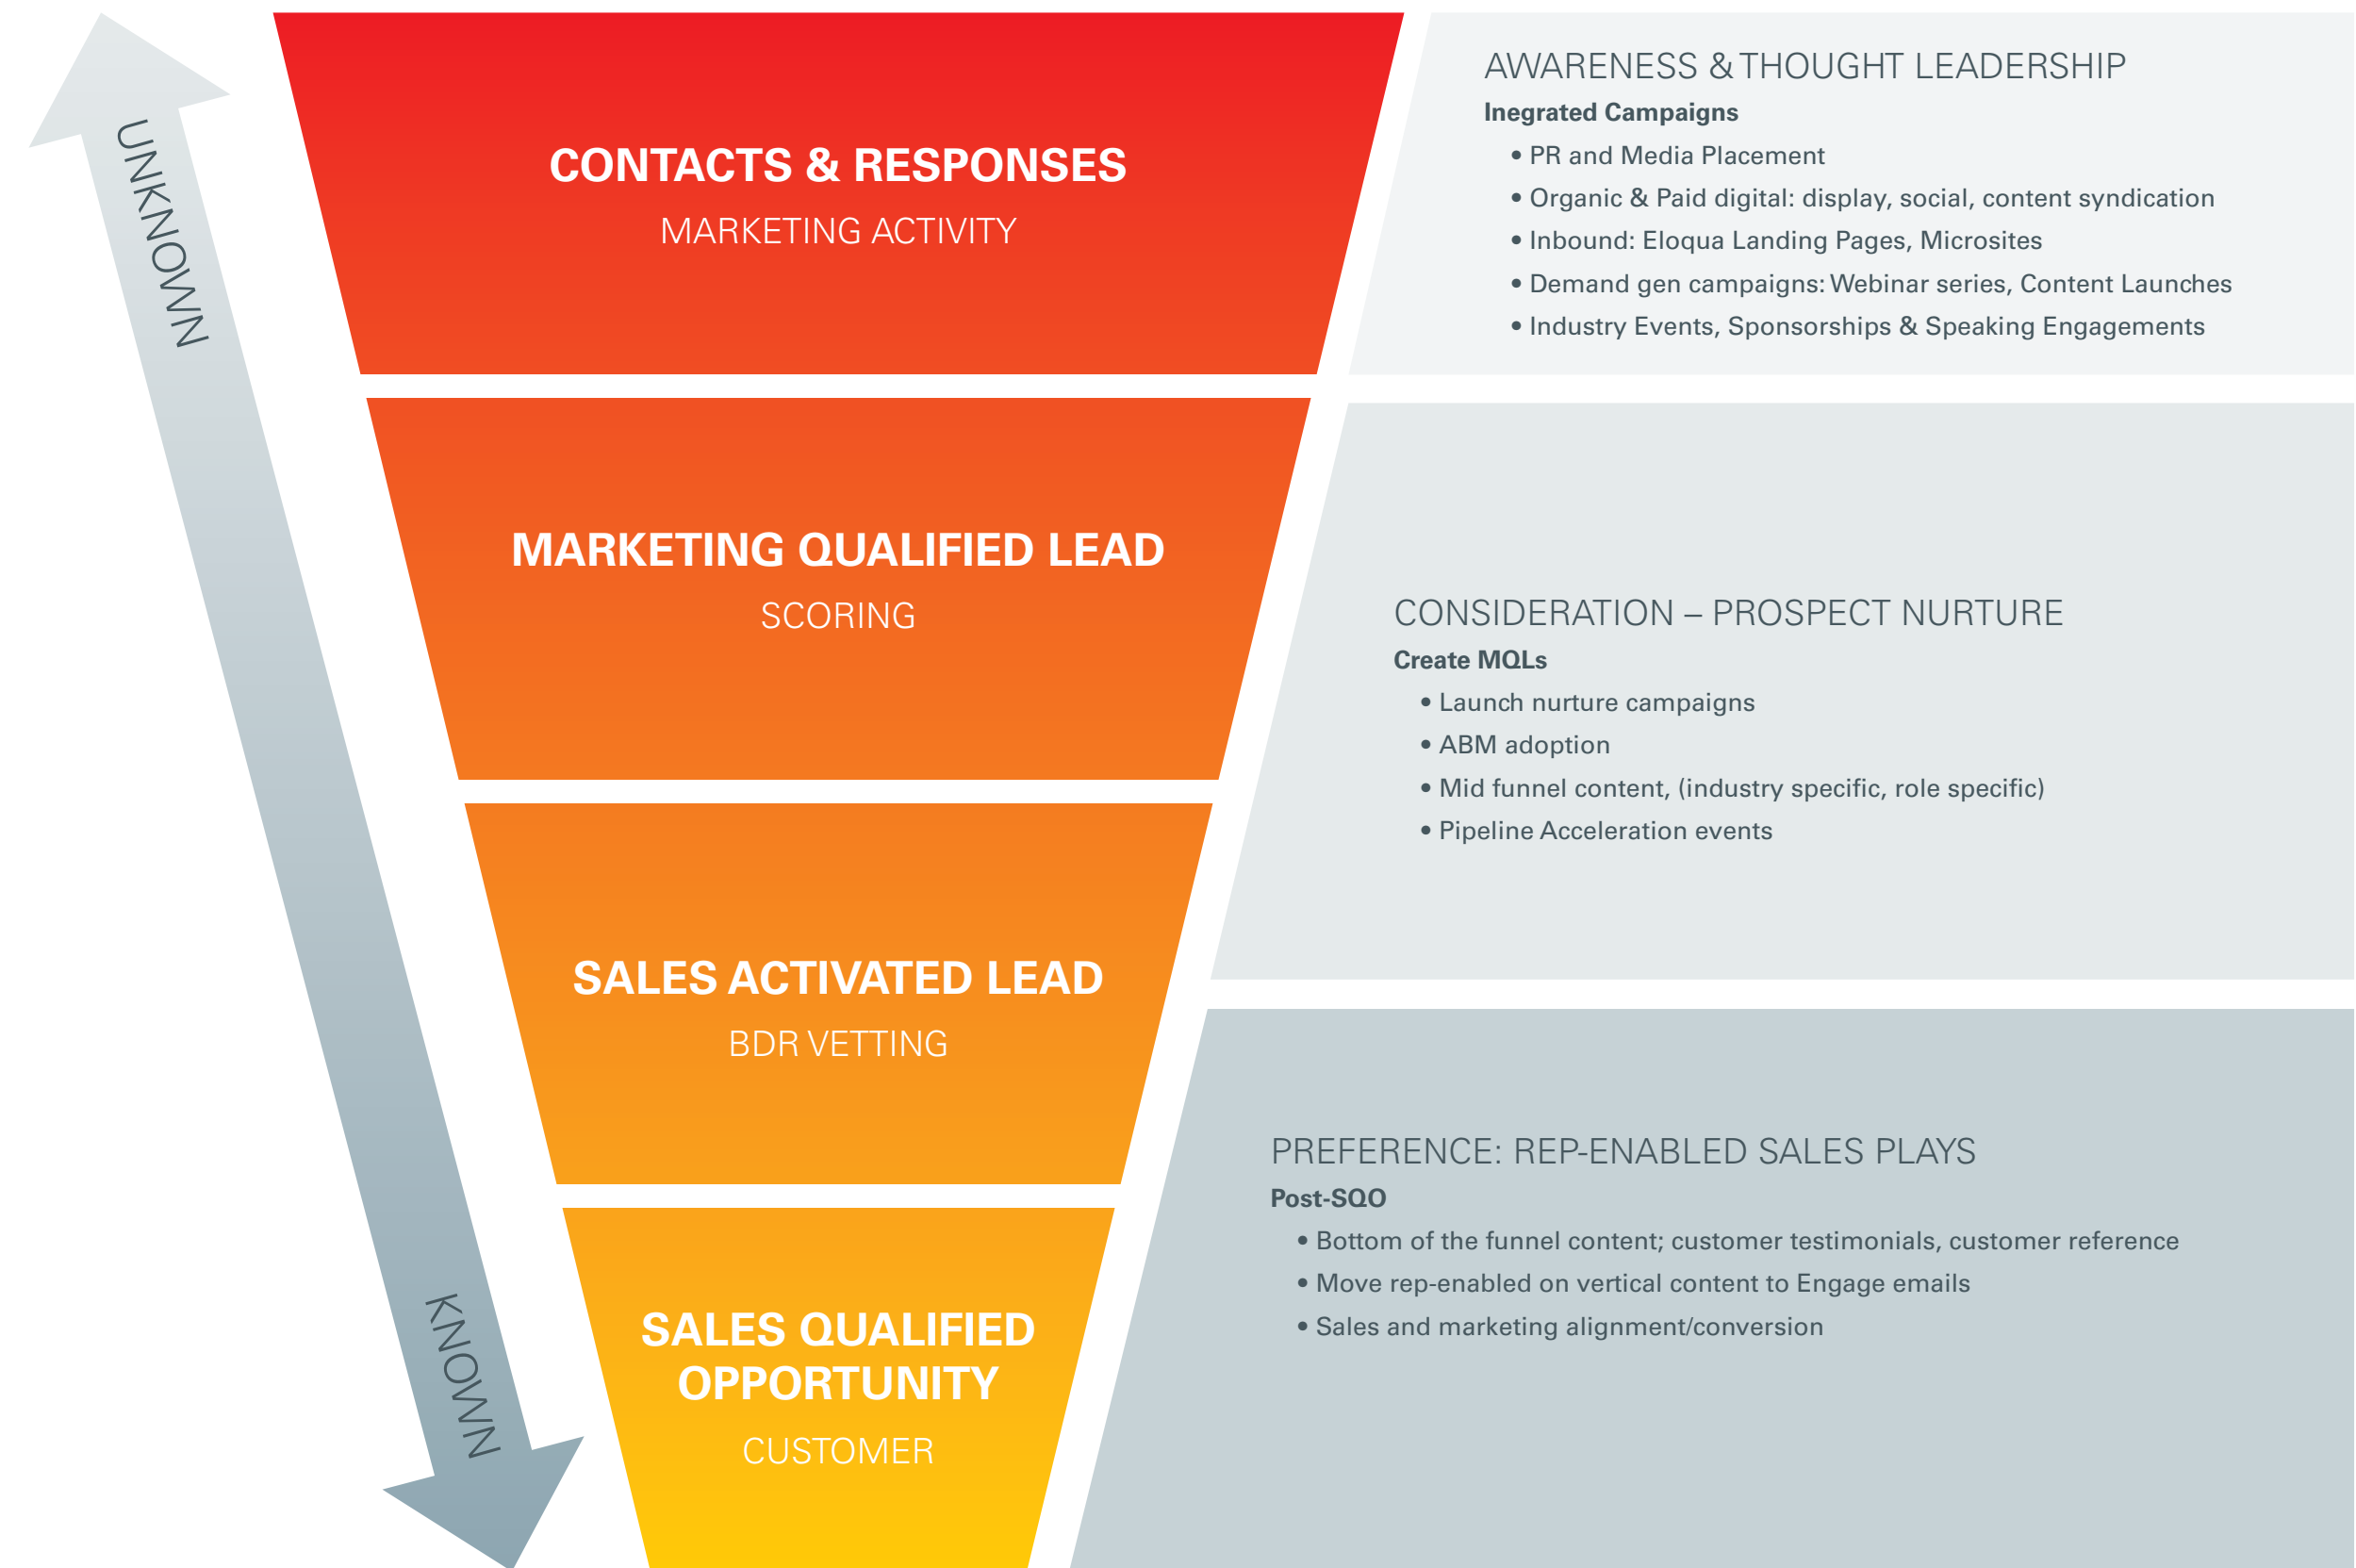 UNKNOWN
KNOWN
CONTACTS & RESPONSES
MARKETING ACTIVITY
MARKETING QUALIFIED LEAD
SCORING
SALES ACTIVATED LEAD
BDR VETTING
SALES QUALIFIED
OPPORTUNITY
CUSTOMER
AWARENESS & THOUGHT LEADERSHIP
Inegrated Campaigns
• PR and Media Placement
• Organic & Paid digital: display, social, content syndication
• Inbound: Eloqua Landing Pages, Microsites
• Demand gen campaigns: Webinar series, Content Launches
• Industry Events, Sponsorships & Speaking Engagements
CONSIDERATION – PROSPECT NURTURE
Create MQLs
• Launch nurture campaigns
• ABM adoption
• Mid funnel content, (industry specific, role specific)
• Pipeline Acceleration events
PREFERENCE: REP-ENABLED SALES PLAYS
Post-SQO
• Bottom of the funnel content; customer testimonials, customer reference
• Move rep-enabled on vertical content to Engage emails
• Sales and marketing alignment/conversion